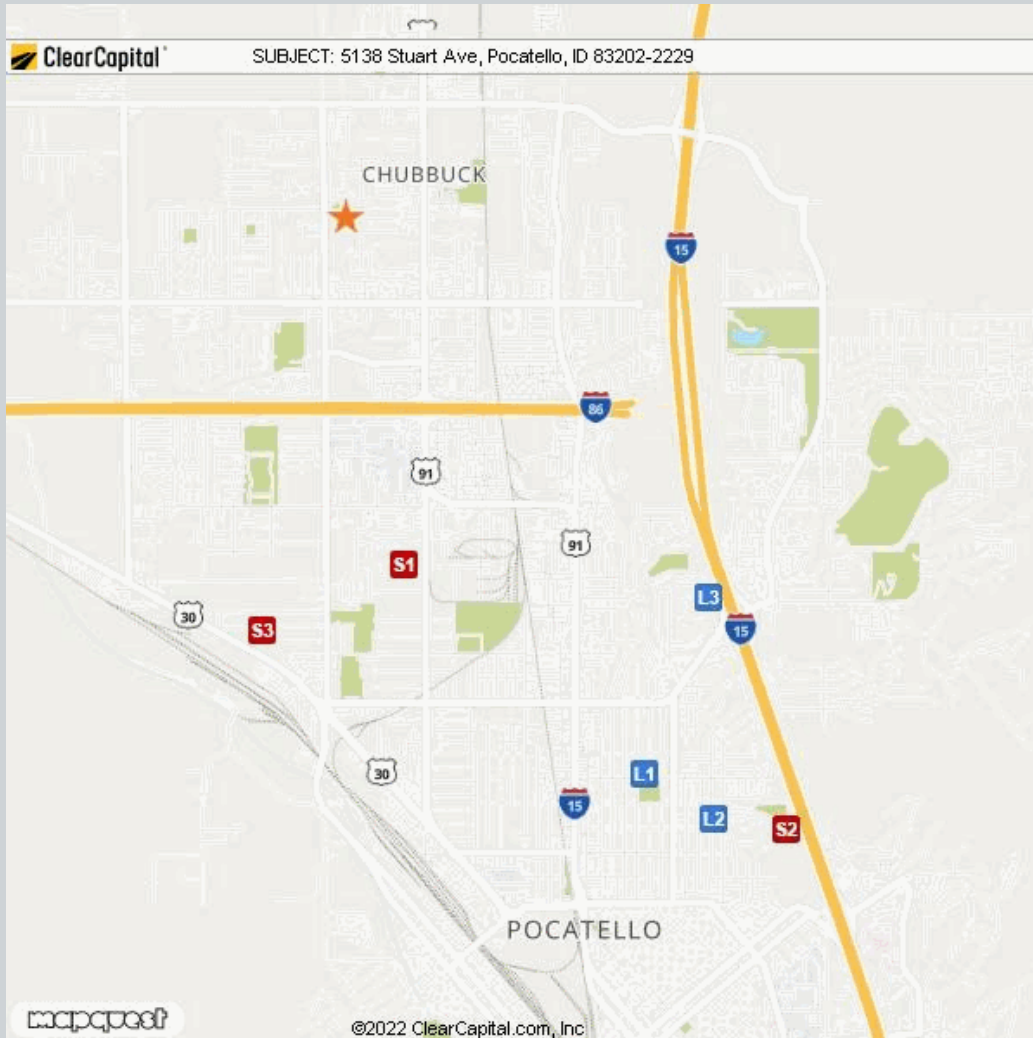 ClearCapital
SUBJECT: 5138 Stuart Ave, Pocatello, ID 83202-2229
CHUBBUCK
15
86
91
91
S1
L3
30
S3
15
30
L1
15
L2
S2
POCATELLO
mapquest
©2022 ClearCapital.com, Inc